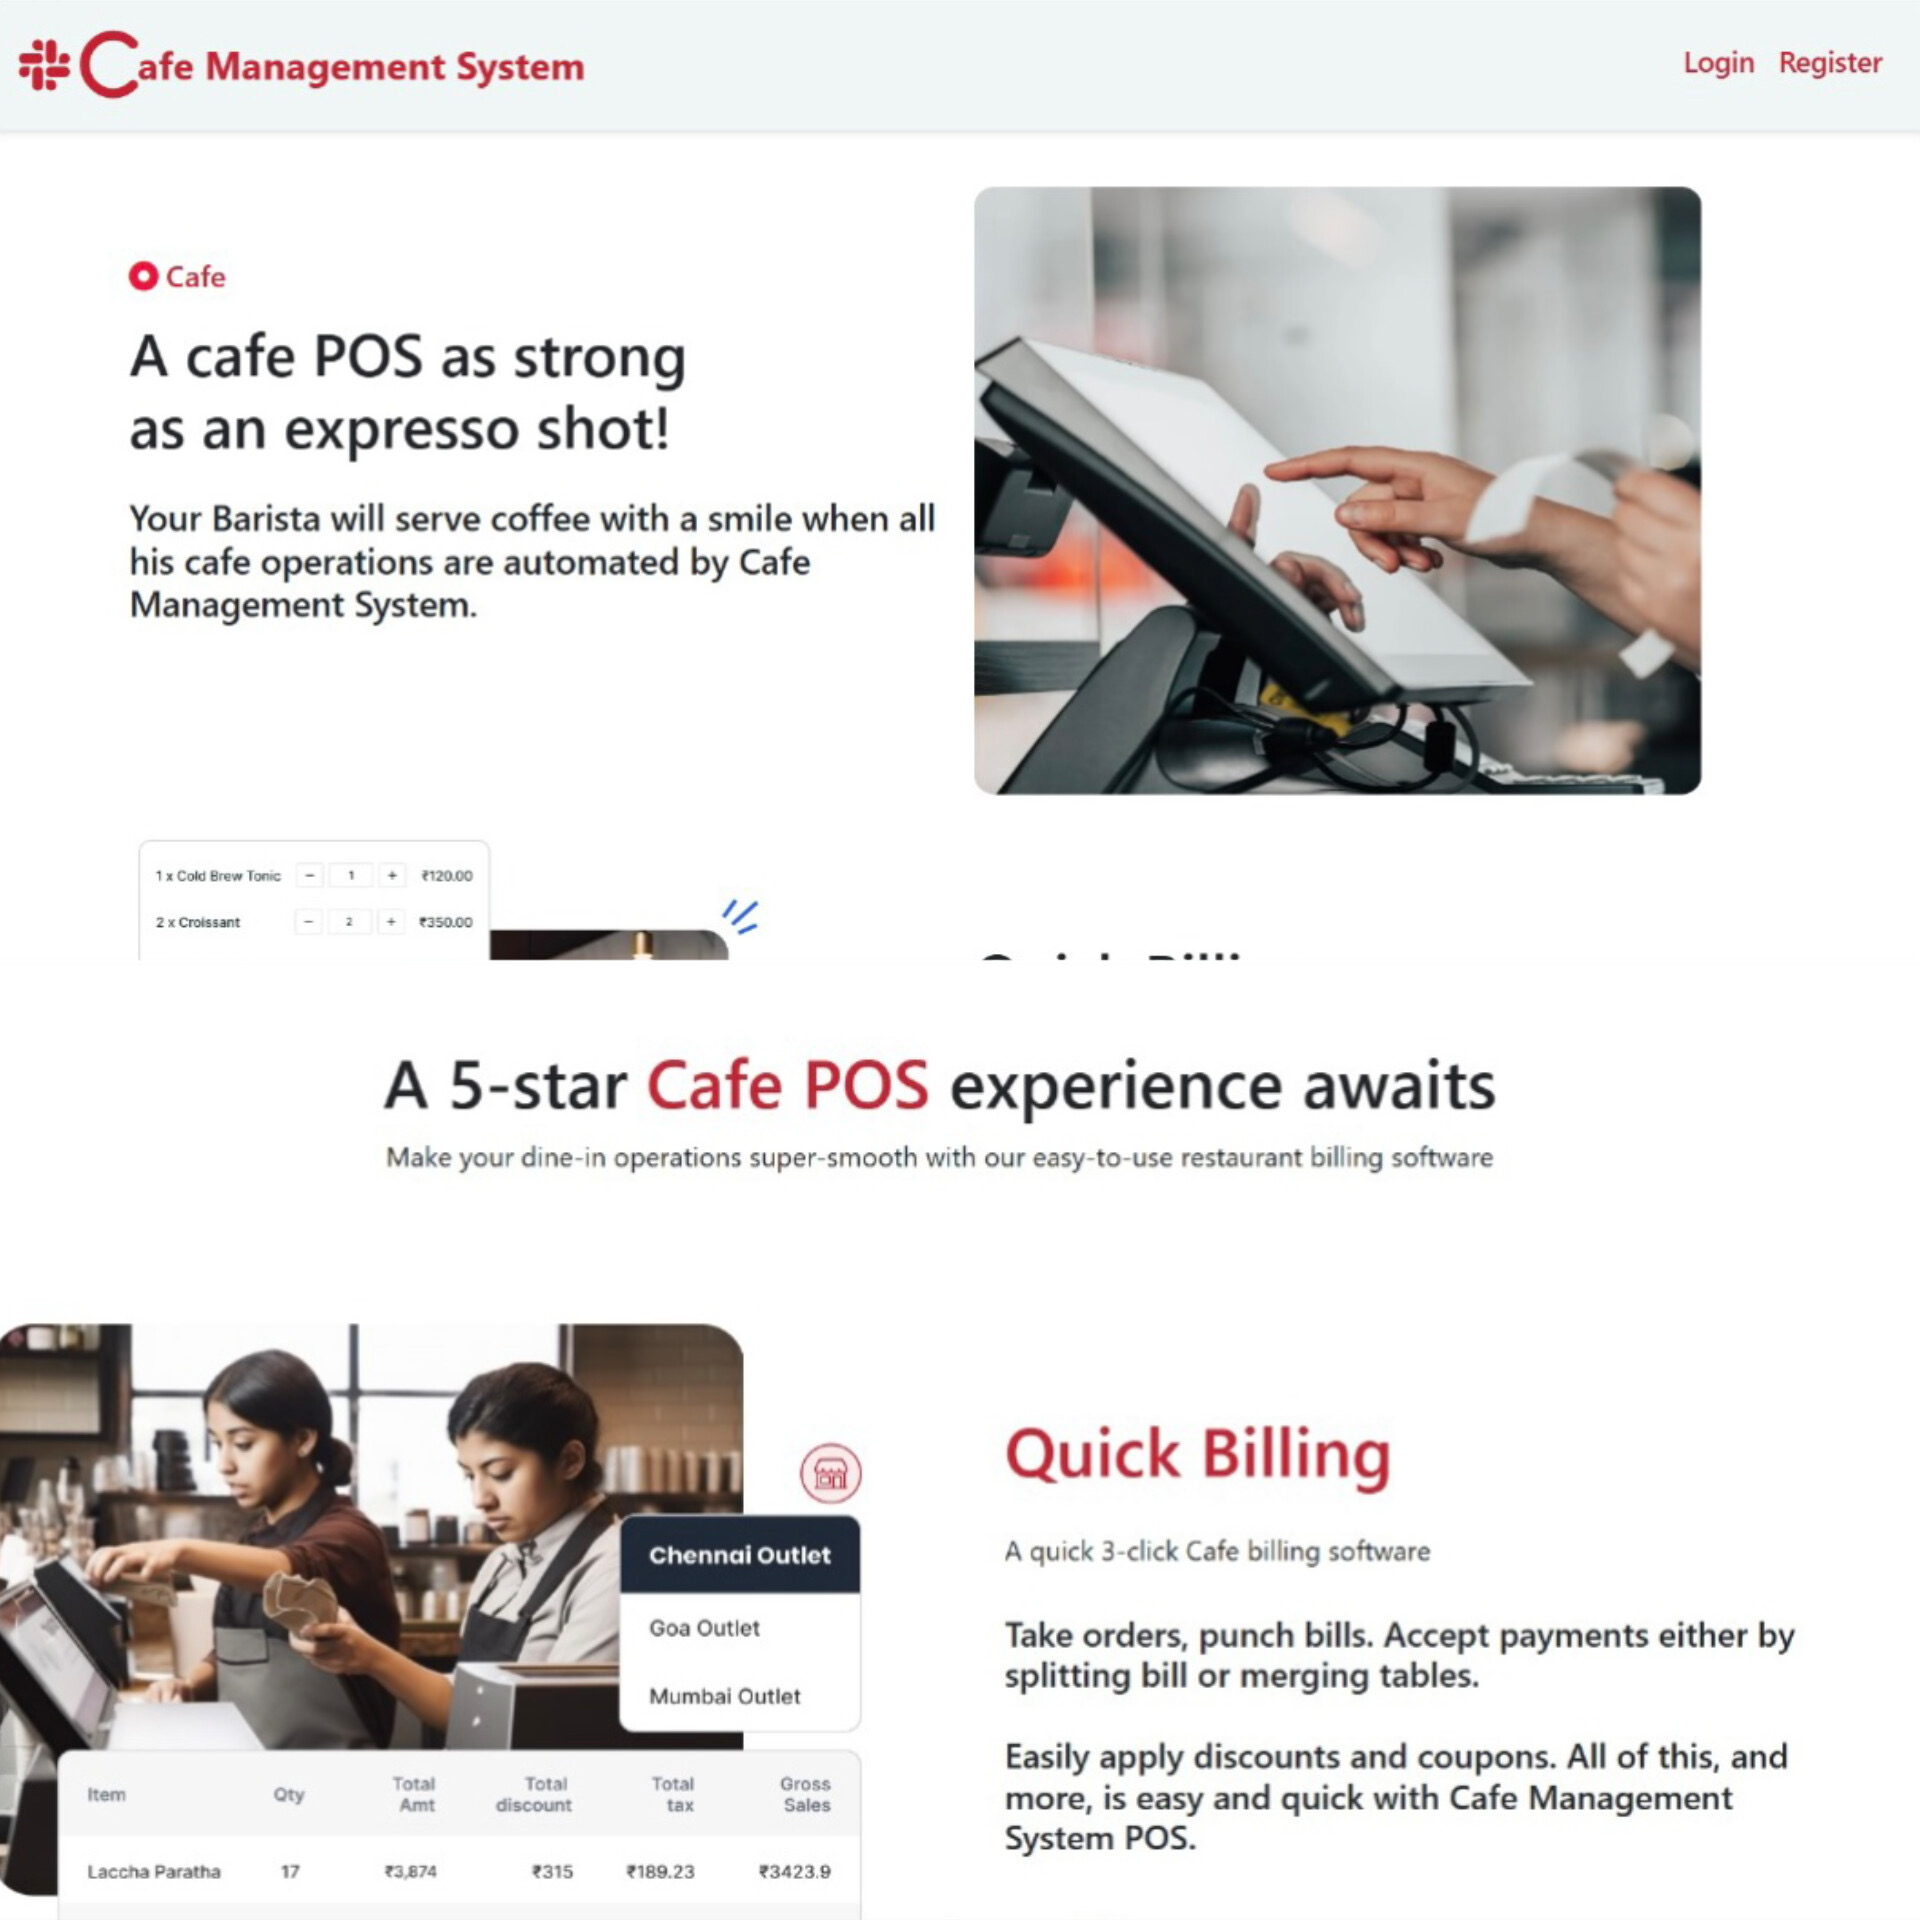 Cafe Management System
Login Register
Cafe
A cafe POS as strong
as an expresso shot!
Your Barista will serve coffee with a smile when all
his cafe operations are automated by Cafe
Management System.
1 x Cold Brew Tonic − 1 + ₹120.00
2 x Croissant − 2 + ₹350.00
A 5-star Cafe POS experience awaits
Make your dine-in operations super-smooth with our easy-to-use restaurant billing software
Chennai Outlet
Goa Outlet
Mumbai Outlet
Item Qty Total Amt Total discount Total tax Gross Sales
Laccha Paratha 17 ₹3,874 ₹315 ₹189.23 ₹3423.9
Quick Billing
A quick 3-click Cafe billing software
Take orders, punch bills. Accept payments either by
splitting bill or merging tables.
Easily apply discounts and coupons. All of this, and
more, is easy and quick with Cafe Management
System POS.